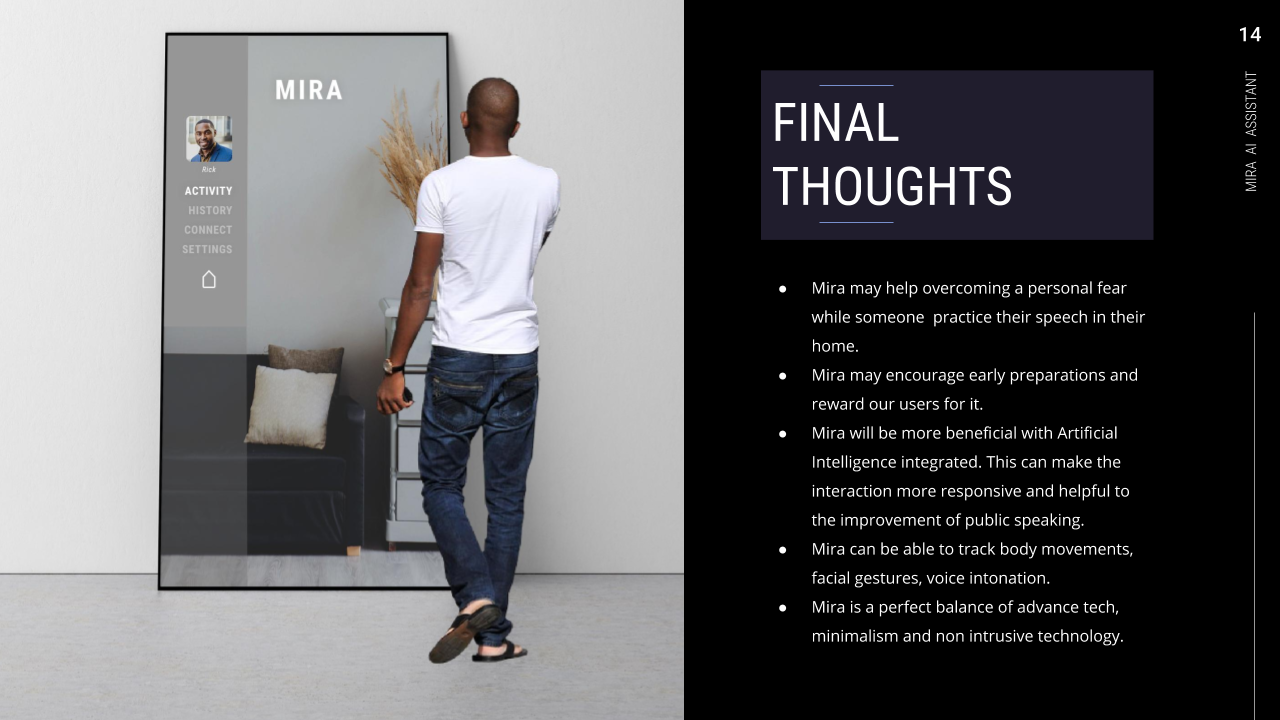 MIRA
Rick
ACTIVITY
HISTORY
CONNECT
SETTINGS
14
MIRA AI ASSISTANT
FINAL
THOUGHTS
● Mira may help overcoming a personal fear
while someone  practice their speech in their
home.
● Mira may encourage early preparations and
reward our users for it.
● Mira will be more beneficial with Artificial
Intelligence integrated. This can make the
interaction more responsive and helpful to
the improvement of public speaking.
● Mira can be able to track body movements,
facial gestures, voice intonation.
● Mira is a perfect balance of advance tech,
minimalism and non intrusive technology.